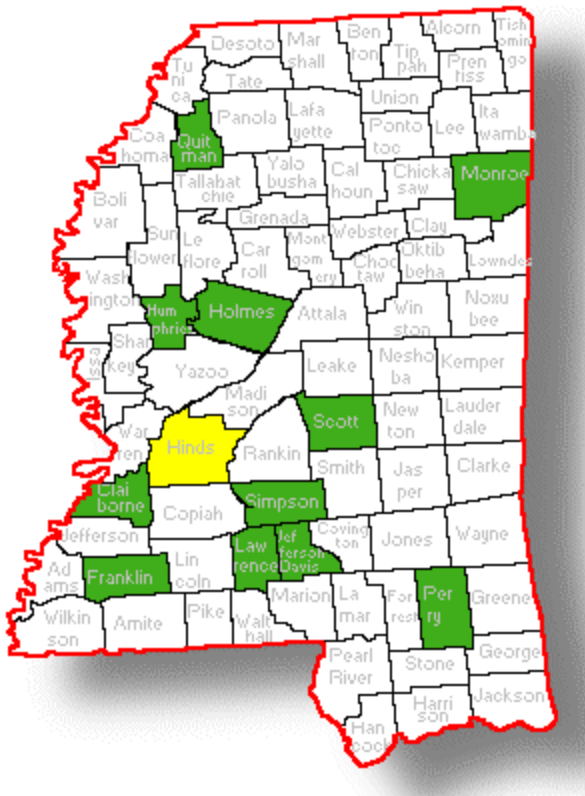 Desoto
Mar
shall
Ben
ton
Tip
pah
Alcorn
Pren
tiss
Tish
omin
go
Tu
ni
ca
Tate
Panola
Lafa
yette
Union
Ponto
toc
Lee
Ita
wamba
Coa
homa
Quit
man
Tallahat
chie
Yalo
busha
Cal
houn
Chicka
saw
Monroe
Boli
var
Sun
flower
Le
flore
Grenada
Car
roll
Mont
gom
ery
Webster
Clay
Choc
taw
Oktib
beha
Lowndes
Wash
ington
Hum
phries
Holmes
Attala
Win
ston
Noxu
bee
Shar
key
Issa
Yazoo
Madi
son
Leake
Nesho
ba
Kemper
War
ren
Hinds
Rankin
Scott
New
ton
Lauder
dale
Smith
Jas
per
Clarke
Clai
borne
Copiah
Simpson
Jefferson
Law
rence
Jef
ferson
Davis
Coving
ton
Jones
Wayne
Ad
ams
Franklin
Lin
coln
Marion
La
mar
For
rest
Per
ry
Greene
Wilkin
son
Amite
Pike
Walt
hall
Pearl
River
Stone
George
Han
cock
Harri
son
Jackson